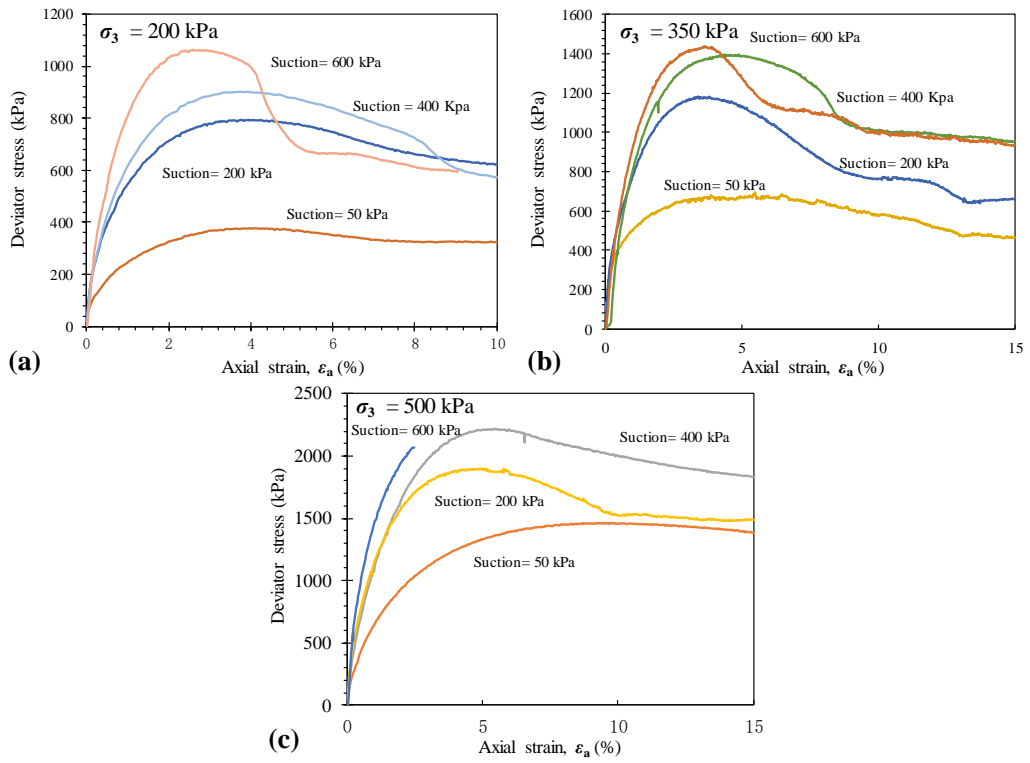 σ3 = 200 kPa
1200
1000
800
600
400
200
0
Deviator stress (kPa)
Suction= 600 kPa
Suction = 400 Kpa
Suction= 200 kPa
Suction= 50 kPa
0 2 4 6 8 10
Axial strain, εa (%)
(a)
σ3 = 350 kPa
1600
1400
1200
1000
800
600
400
200
0
Deviator stress (kPa)
Suction= 600 kPa
Suction= 400 Kpa
Suction= 200 kPa
Suction= 50 kPa
0 5 10 15
Axial strain, εa (%)
(b)
σ3 = 500 kPa
2500
2000
1500
1000
500
0
Deviator stress (kPa)
Suction= 600 kPa
Suction= 400 kPa
Suction= 200 kPa
Suction= 50 kPa
0 5 10 15
Axial strain, εa (%)
(c)